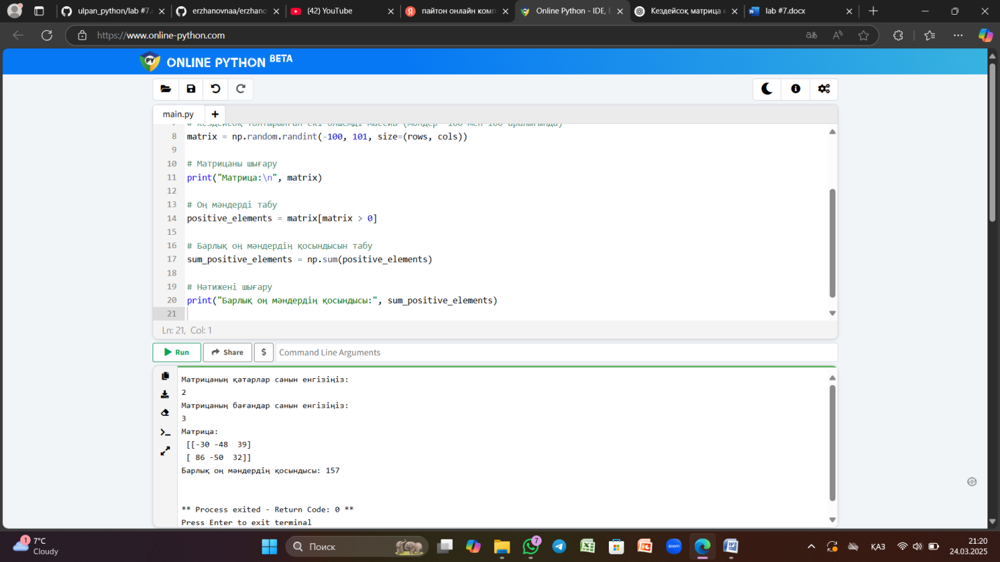 ulpan_python/lab #7.
erzhanovnaa/erzhano
(42) YouTube
пайтон онлайн комп
Online Python - IDE, E
Кездейсоқ матрица
lab #7.docx
https://www.online-python.com
ONLINE PYTHON BETA
main.py
8 matrix = np.random.randint(-100, 101, size=(rows, cols))
9
10 # Матрицаны шығару
11 print("Матрица:\n", matrix)
12
13 # Оң мәндерді табу
14 positive_elements = matrix[matrix > 0]
15
16 # Барлық оң мәндердің қосындысын табу
17 sum_positive_elements = np.sum(positive_elements)
18
19 # Нәтижені шығару
20 print("Барлық оң мәндердің қосындысы:", sum_positive_elements)
21
Ln: 21, Col: 1
Run
Share
$
Command Line Arguments
Матрицаның қатарлар санын енгізіңіз:
2
Матрицаның бағандар санын енгізіңіз:
3
Матрица:
[[-30 -48 39]
[ 86 -50 32]]
Барлық оң мәндердің қосындысы: 157
** Process exited - Return Code: 0 **
Press Enter to exit terminal
1
7°C
Cloudy
Поиск
7
zoom
ҚАЗ
21:20
24.03.2025